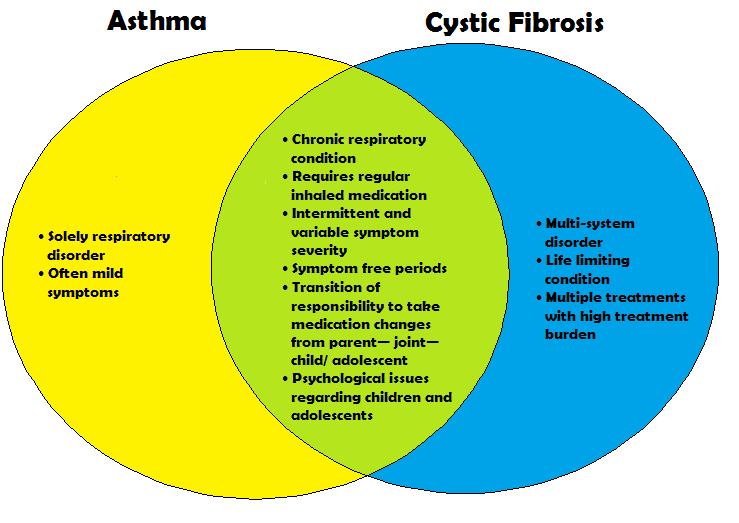 Asthma
Cystic Fibrosis
• Solely respiratory
disorder
• Often mild
symptoms
• Chronic respiratory
condition
• Requires regular
inhaled medication
• Intermittent and
variable symptom
severity
• Symptom free periods
• Transition of
responsibility to take
medication changes
from parent— joint—
child/ adolescent
• Psychological issues
regarding children and
adolescents
• Multi-system
disorder
• Life limiting
condition
• Multiple treatments
with high treatment
burden